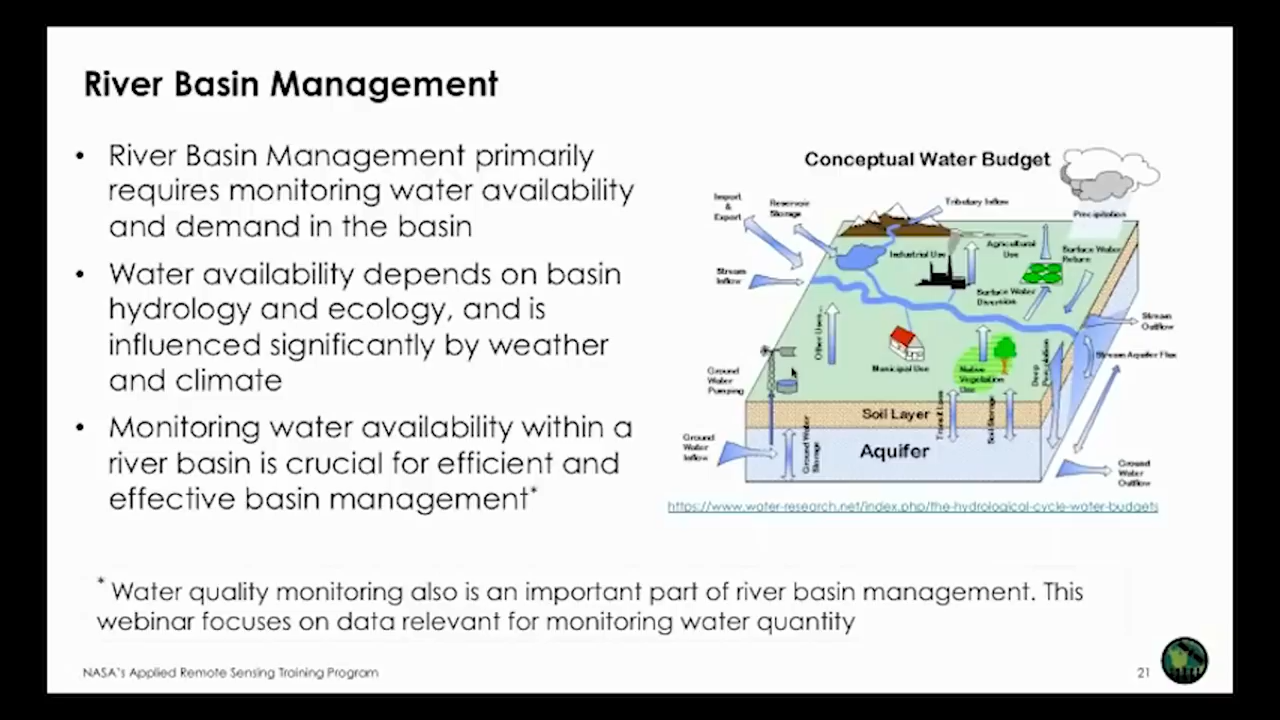 River Basin Management
• River Basin Management primarily
requires monitoring water availability
and demand in the basin
• Water availability depends on basin
hydrology and ecology, and is
influenced significantly by weather
and climate
• Monitoring water availability within a
river basin is crucial for efficient and
effective basin management*
Conceptual Water Budget
Import
&
Export
Reservoir
Storage
Tributary Inflow
Precipitation
Stream
Inflow
Industrial Use
Agricultural
Use
Surface Water
Return
Surface Water
Diversion
Other Uses...
Stream
Outflow
Municipal Use
Native
Vegetation
Use
Deep
Stream Aquifer Flux
Ground
Water
Pumping
Soil Layer
Soil Storage
Ground
Water
Inflow
Ground Water
Storage
Aquifer
Ground
Water
Outflow
https://www.water-research.net/index.php/the-hydrological-cycle-water-budgets
* Water quality monitoring also is an important part of river basin management. This
webinar focuses on data relevant for monitoring water quantity
NASA's Applied Remote Sensing Training Program
21